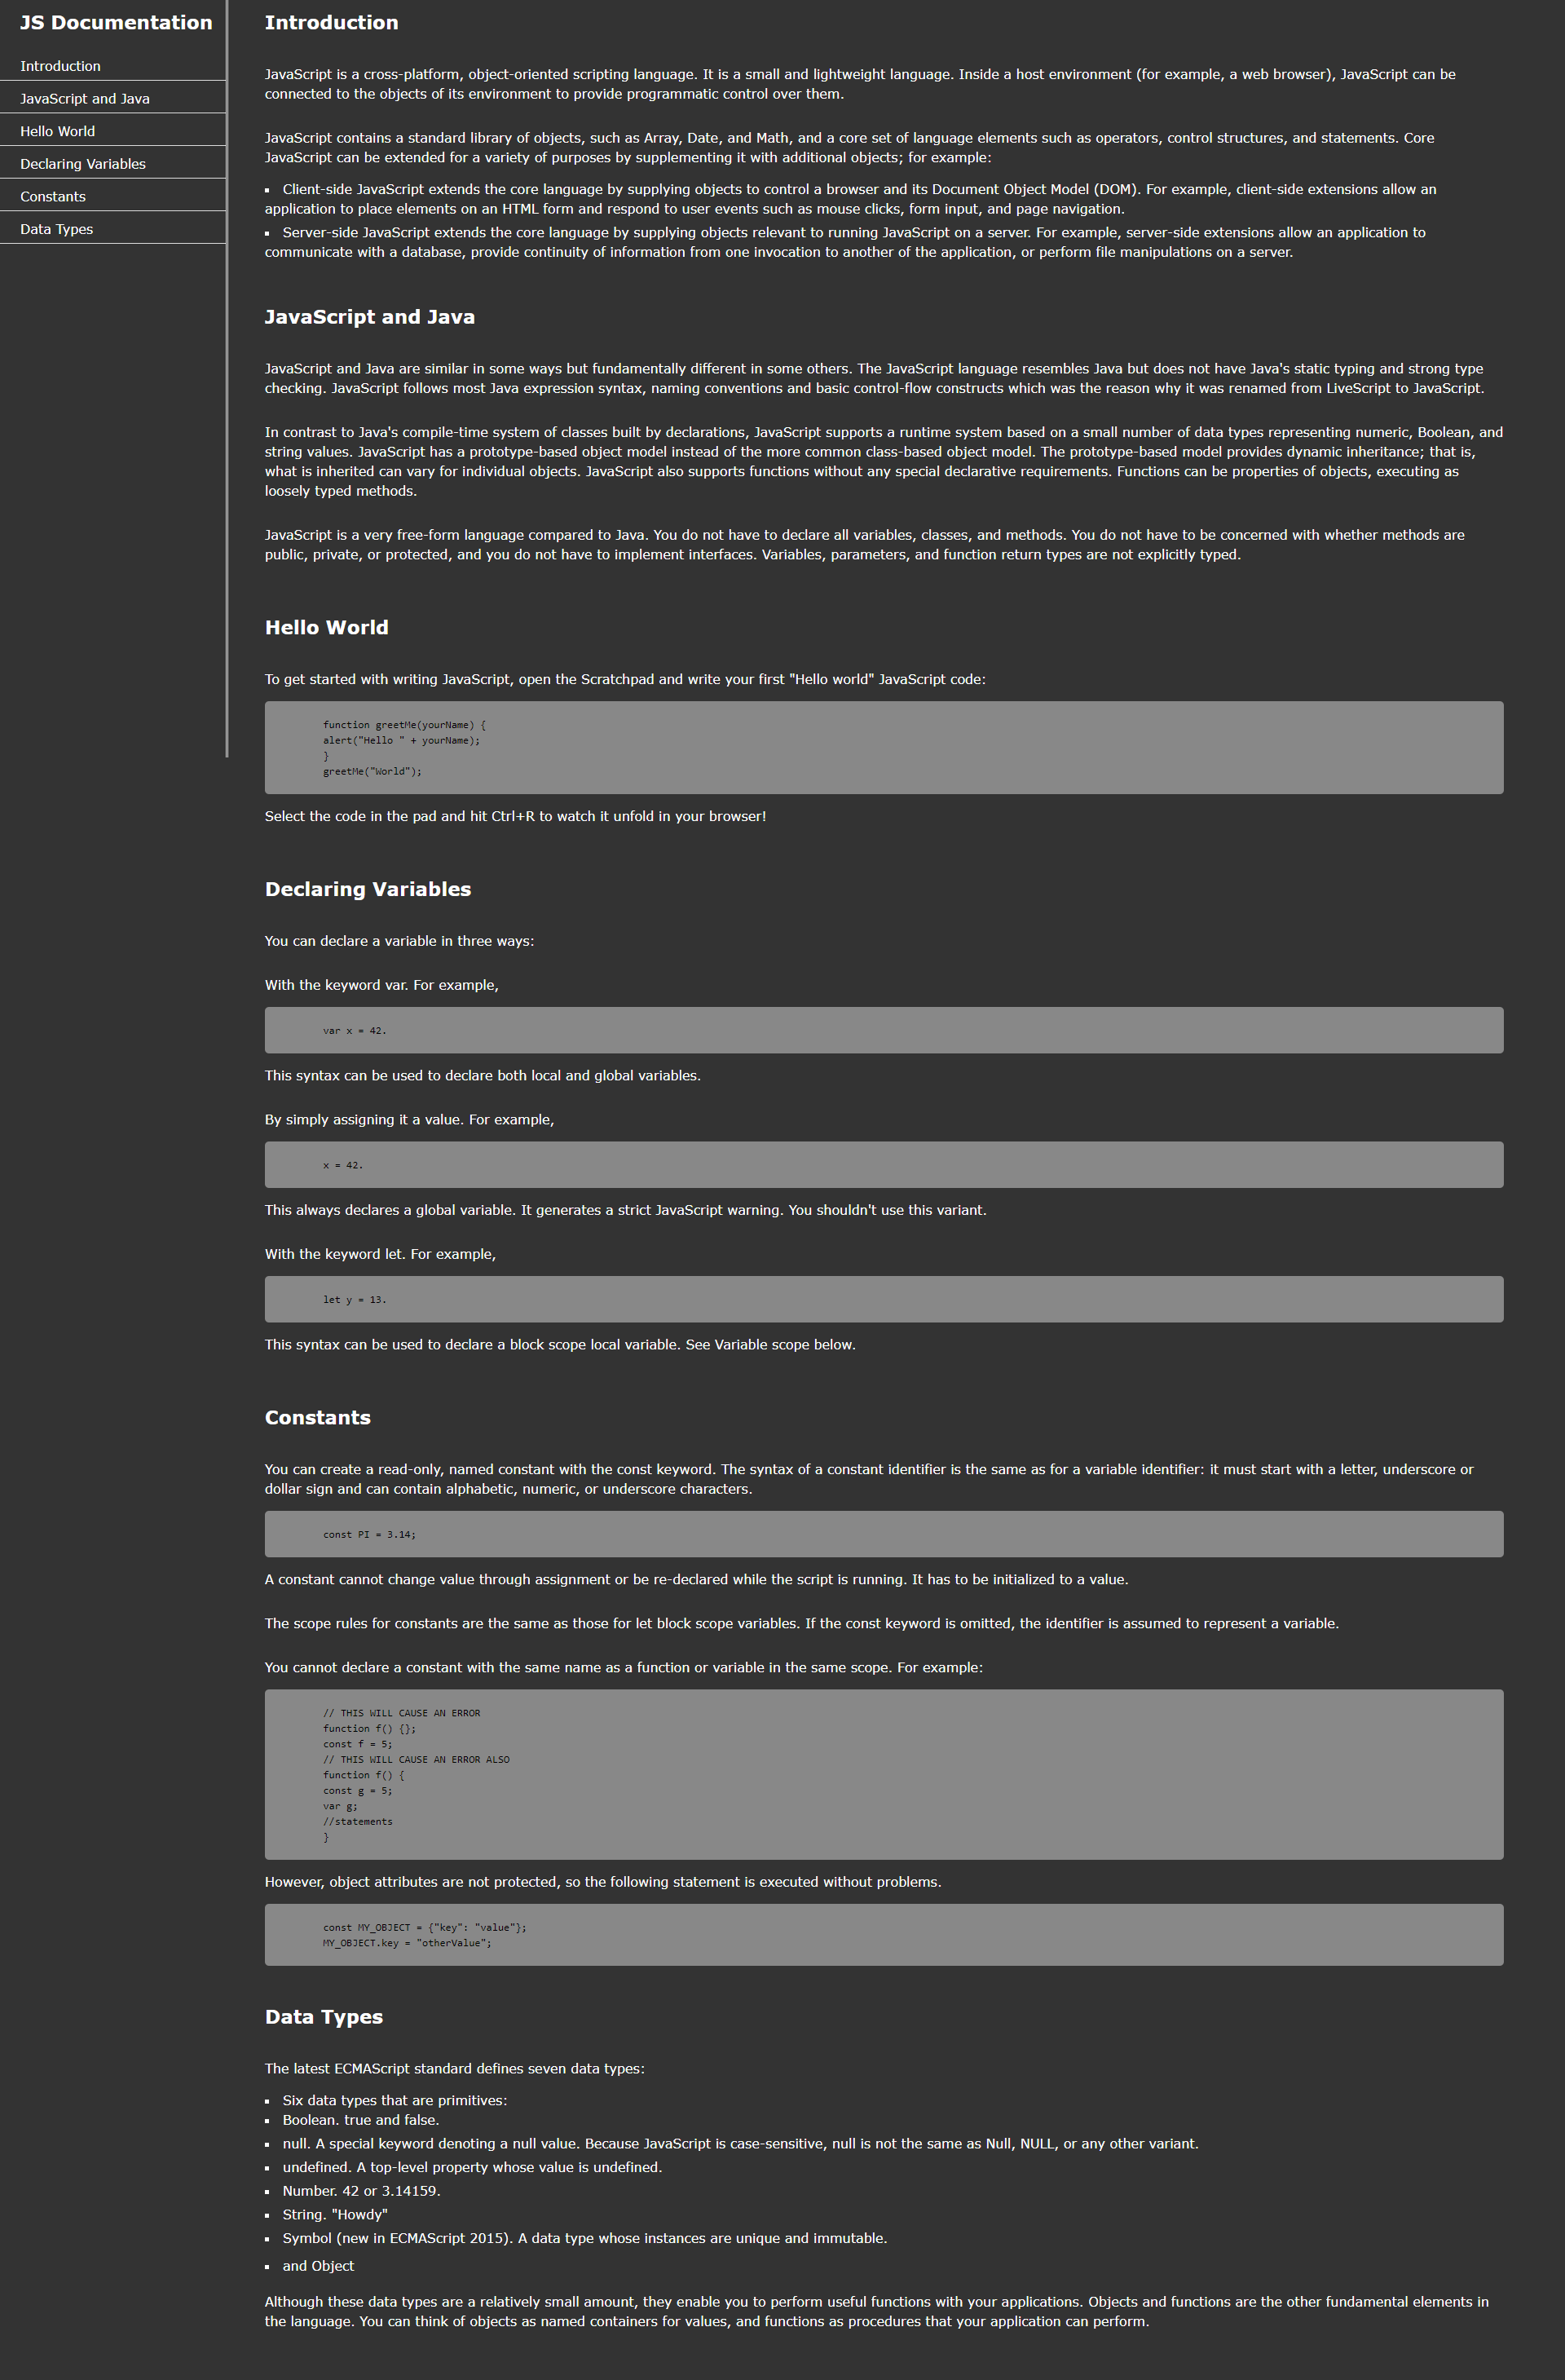 JS Documentation
Introduction
JavaScript and Java
Hello World
Declaring Variables
Constants
Data Types
Introduction
JavaScript is a cross-platform, object-oriented scripting language. It is a small and lightweight language. Inside a host environment (for example, a web browser), JavaScript can be
connected to the objects of its environment to provide programmatic control over them.
JavaScript contains a standard library of objects, such as Array, Date, and Math, and a core set of language elements such as operators, control structures, and statements. Core
JavaScript can be extended for a variety of purposes by supplementing it with additional objects; for example:
▪ Client-side JavaScript extends the core language by supplying objects to control a browser and its Document Object Model (DOM). For example, client-side extensions allow an
application to place elements on an HTML form and respond to user events such as mouse clicks, form input, and page navigation.
▪ Server-side JavaScript extends the core language by supplying objects relevant to running JavaScript on a server. For example, server-side extensions allow an application to
communicate with a database, provide continuity of information from one invocation to another of the application, or perform file manipulations on a server.
JavaScript and Java
JavaScript and Java are similar in some ways but fundamentally different in some others. The JavaScript language resembles Java but does not have Java's static typing and strong type
checking. JavaScript follows most Java expression syntax, naming conventions and basic control-flow constructs which was the reason why it was renamed from LiveScript to JavaScript.
In contrast to Java's compile-time system of classes built by declarations, JavaScript supports a runtime system based on a small number of data types representing numeric, Boolean, and
string values. JavaScript has a prototype-based object model instead of the more common class-based object model. The prototype-based model provides dynamic inheritance; that is,
what is inherited can vary for individual objects. JavaScript also supports functions without any special declarative requirements. Functions can be properties of objects, executing as
loosely typed methods.
JavaScript is a very free-form language compared to Java. You do not have to declare all variables, classes, and methods. You do not have to be concerned with whether methods are
public, private, or protected, and you do not have to implement interfaces. Variables, parameters, and function return types are not explicitly typed.
Hello World
To get started with writing JavaScript, open the Scratchpad and write your first "Hello world" JavaScript code:
function greetMe(yourName) {
alert("Hello " + yourName);
}
greetMe("World");
Select the code in the pad and hit Ctrl+R to watch it unfold in your browser!
Declaring Variables
You can declare a variable in three ways:
With the keyword var. For example,
var x = 42.
This syntax can be used to declare both local and global variables.
By simply assigning it a value. For example,
x = 42.
This always declares a global variable. It generates a strict JavaScript warning. You shouldn't use this variant.
With the keyword let. For example,
let y = 13.
This syntax can be used to declare a block scope local variable. See Variable scope below.
Constants
You can create a read-only, named constant with the const keyword. The syntax of a constant identifier is the same as for a variable identifier: it must start with a letter, underscore or
dollar sign and can contain alphabetic, numeric, or underscore characters.
const PI = 3.14;
A constant cannot change value through assignment or be re-declared while the script is running. It has to be initialized to a value.
The scope rules for constants are the same as those for let block scope variables. If the const keyword is omitted, the identifier is assumed to represent a variable.
You cannot declare a constant with the same name as a function or variable in the same scope. For example:
// THIS WILL CAUSE AN ERROR
function f() {};
const f = 5;
// THIS WILL CAUSE AN ERROR ALSO
function f() {
const g = 5;
var g;
//statements
}
However, object attributes are not protected, so the following statement is executed without problems.
const MY_OBJECT = {"key": "value"};
MY_OBJECT.key = "otherValue";
Data Types
The latest ECMAScript standard defines seven data types:
▪ Six data types that are primitives:
▪ Boolean. true and false.
▪ null. A special keyword denoting a null value. Because JavaScript is case-sensitive, null is not the same as Null, NULL, or any other variant.
▪ undefined. A top-level property whose value is undefined.
▪ Number. 42 or 3.14159.
▪ String. "Howdy"
▪ Symbol (new in ECMAScript 2015). A data type whose instances are unique and immutable.
▪ and Object
Although these data types are a relatively small amount, they enable you to perform useful functions with your applications. Objects and functions are the other fundamental elements in
the language. You can think of objects as named containers for values, and functions as procedures that your application can perform.